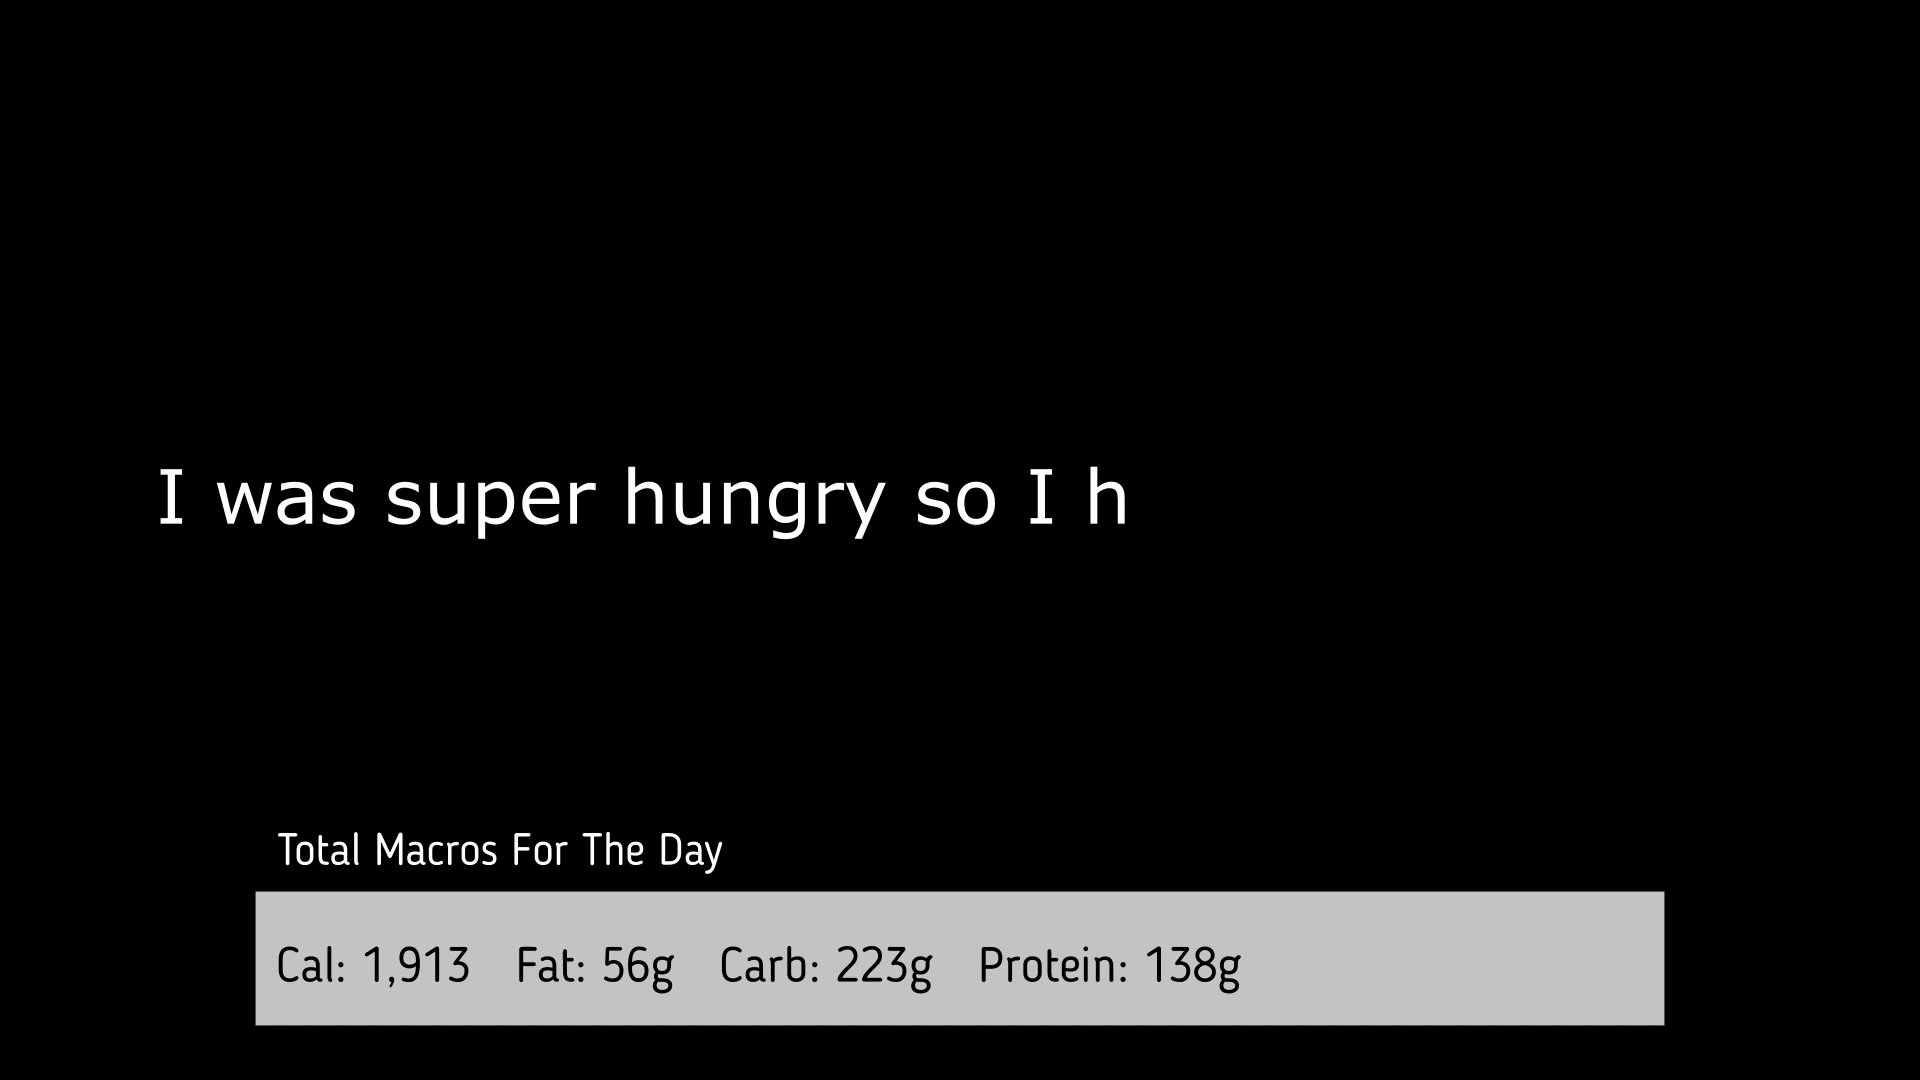 I was super hungry so I h
Total Macros For The Day
Cal: 1,913 Fat: 56g Carb: 223g Protein: 138g